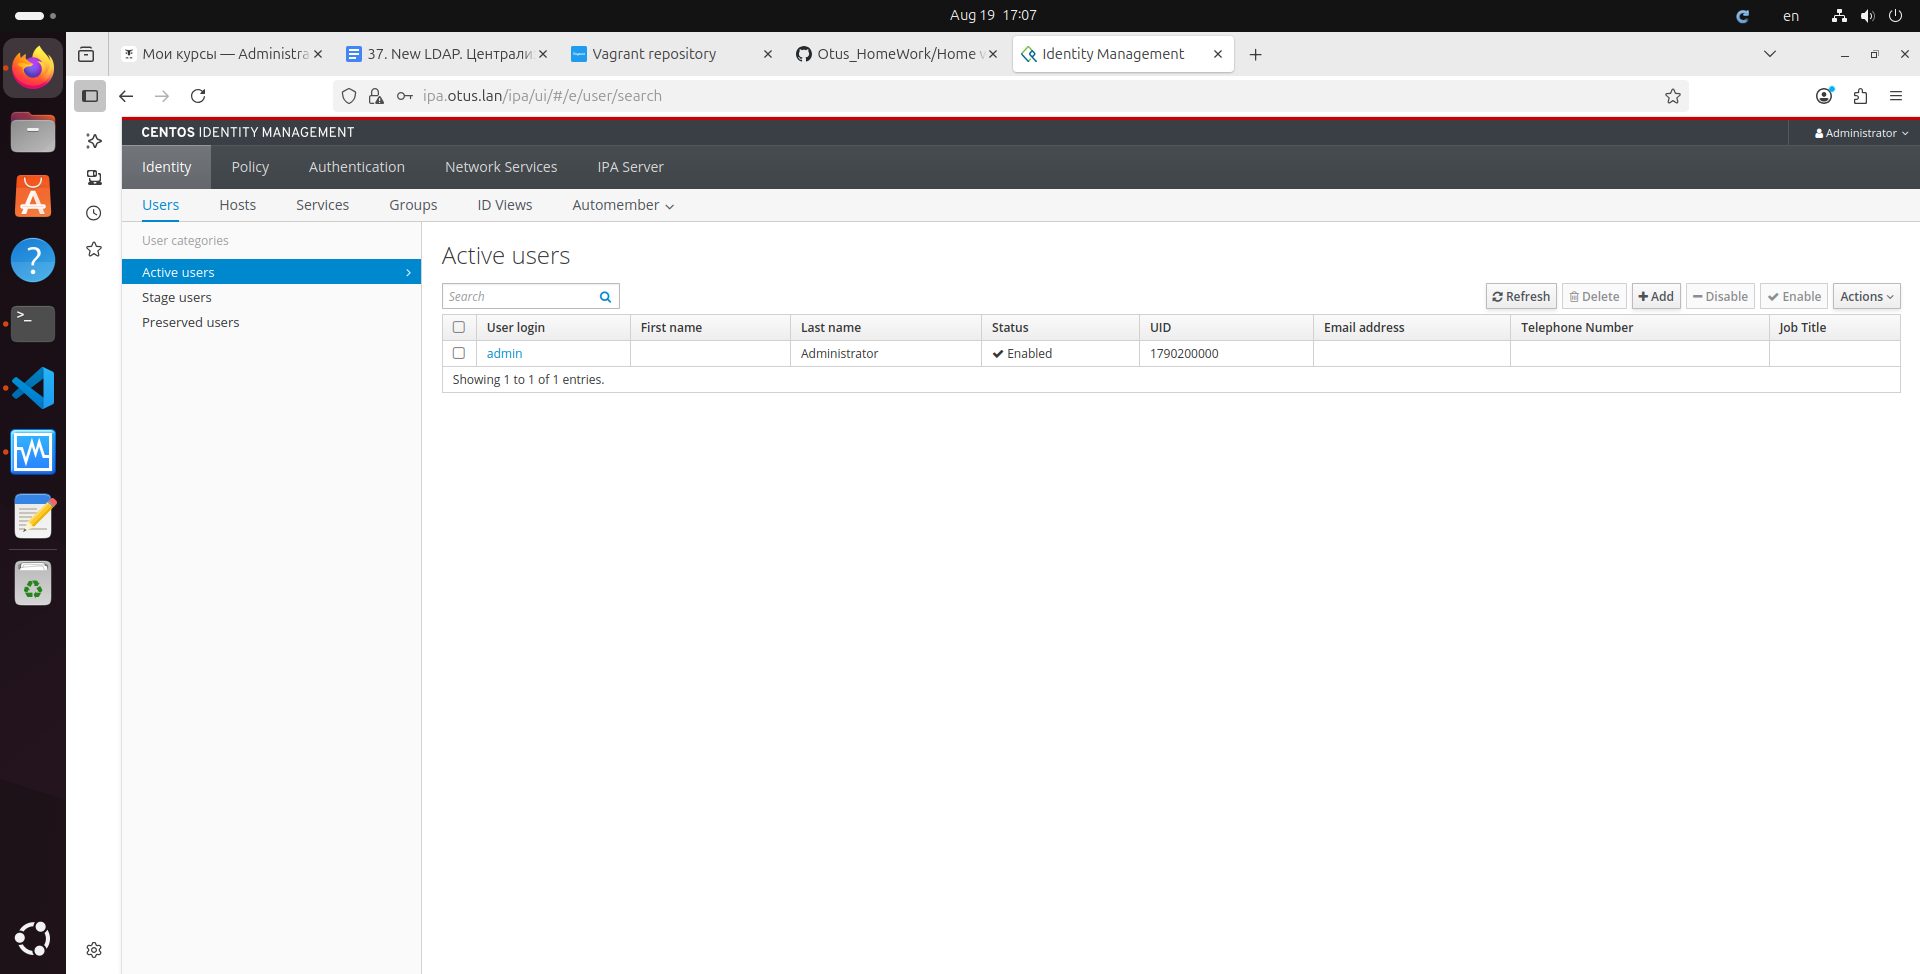 Aug 19 17:07
en
Мои курсы — Administra
37. New LDAP. Централи
Vagrant repository
Otus_HomeWork/Home w
Identity Management
ipa.otus.lan/ipa/ui/#/e/user/search
CENTOS IDENTITY MANAGEMENT
Administrator
Identity
Policy
Authentication
Network Services
IPA Server
Users
Hosts
Services
Groups
ID Views
Automember
User categories
Active users
Stage users
Preserved users
Active users
Search
Refresh
Delete
Add
Disable
Enable
Actions
User login First name Last name Status UID Email address Telephone Number Job Title
admin Administrator Enabled 1790200000
Showing 1 to 1 of 1 entries.